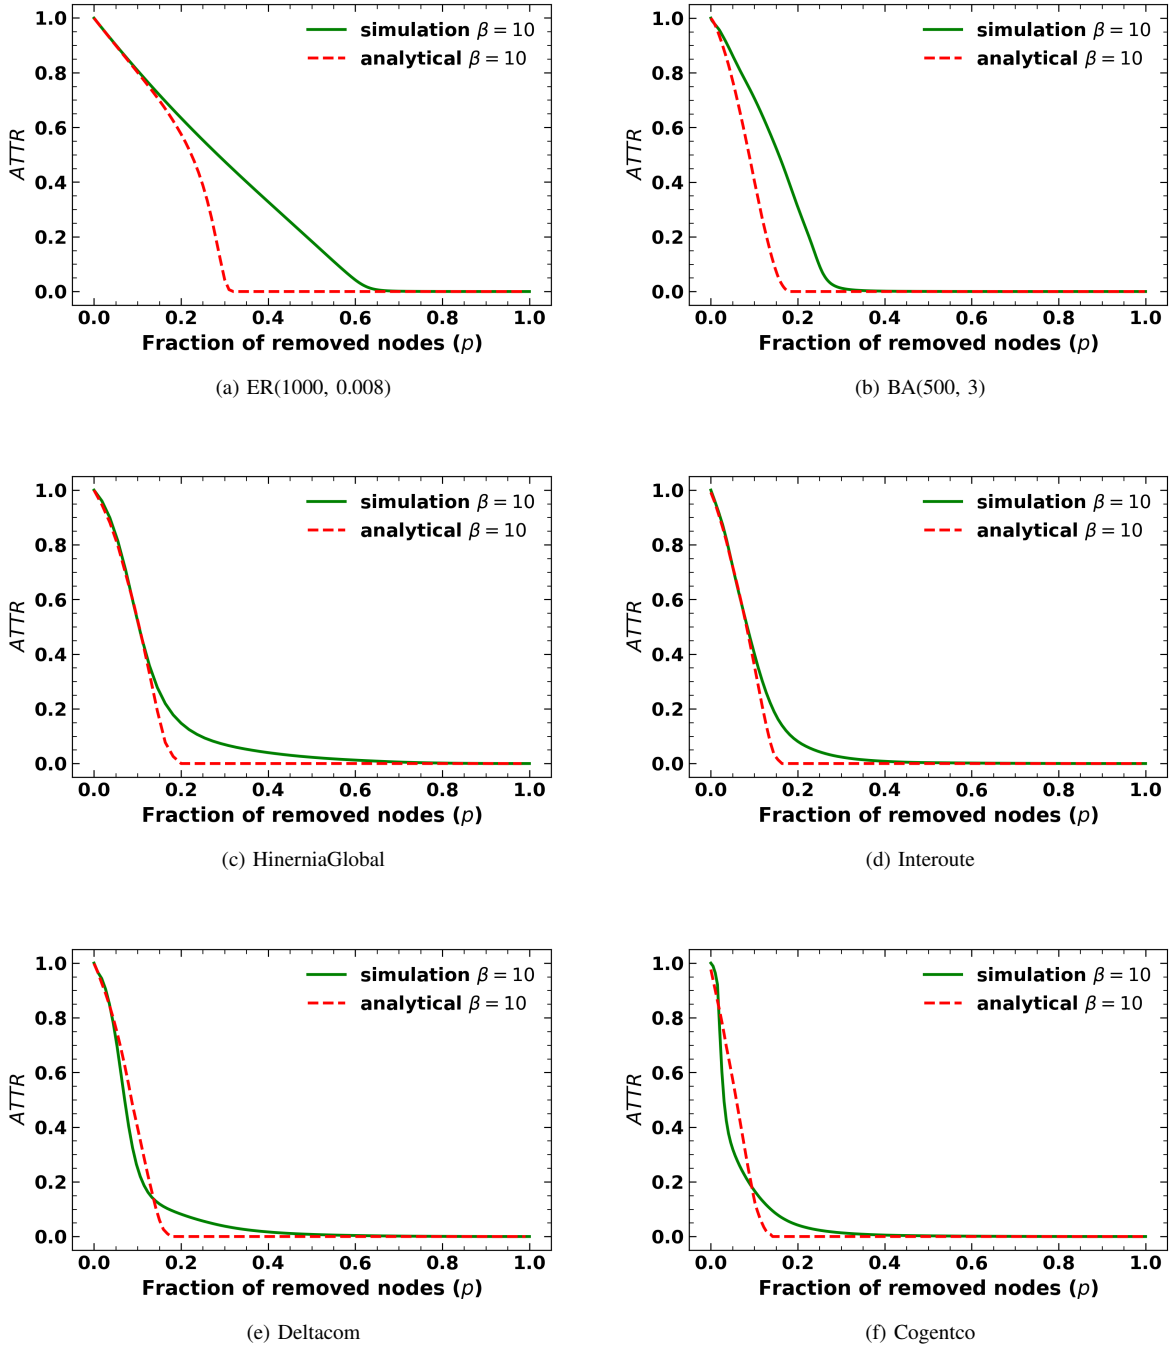 simulation β = 10
analytical β = 10
ATTR
1.0
0.8
0.6
0.4
0.2
0.0
0.0 0.2 0.4 0.6 0.8 1.0
Fraction of removed nodes (p)
(a) ER(1000, 0.008)
simulation β = 10
analytical β = 10
ATTR
1.0
0.8
0.6
0.4
0.2
0.0
0.0 0.2 0.4 0.6 0.8 1.0
Fraction of removed nodes (p)
(b) BA(500, 3)
simulation β = 10
analytical β = 10
ATTR
1.0
0.8
0.6
0.4
0.2
0.0
0.0 0.2 0.4 0.6 0.8 1.0
Fraction of removed nodes (p)
(c) HinerniaGlobal
simulation β = 10
analytical β = 10
ATTR
1.0
0.8
0.6
0.4
0.2
0.0
0.0 0.2 0.4 0.6 0.8 1.0
Fraction of removed nodes (p)
(d) Interoute
simulation β = 10
analytical β = 10
ATTR
1.0
0.8
0.6
0.4
0.2
0.0
0.0 0.2 0.4 0.6 0.8 1.0
Fraction of removed nodes (p)
(e) Deltacom
simulation β = 10
analytical β = 10
ATTR
1.0
0.8
0.6
0.4
0.2
0.0
0.0 0.2 0.4 0.6 0.8 1.0
Fraction of removed nodes (p)
(f) Cogentco